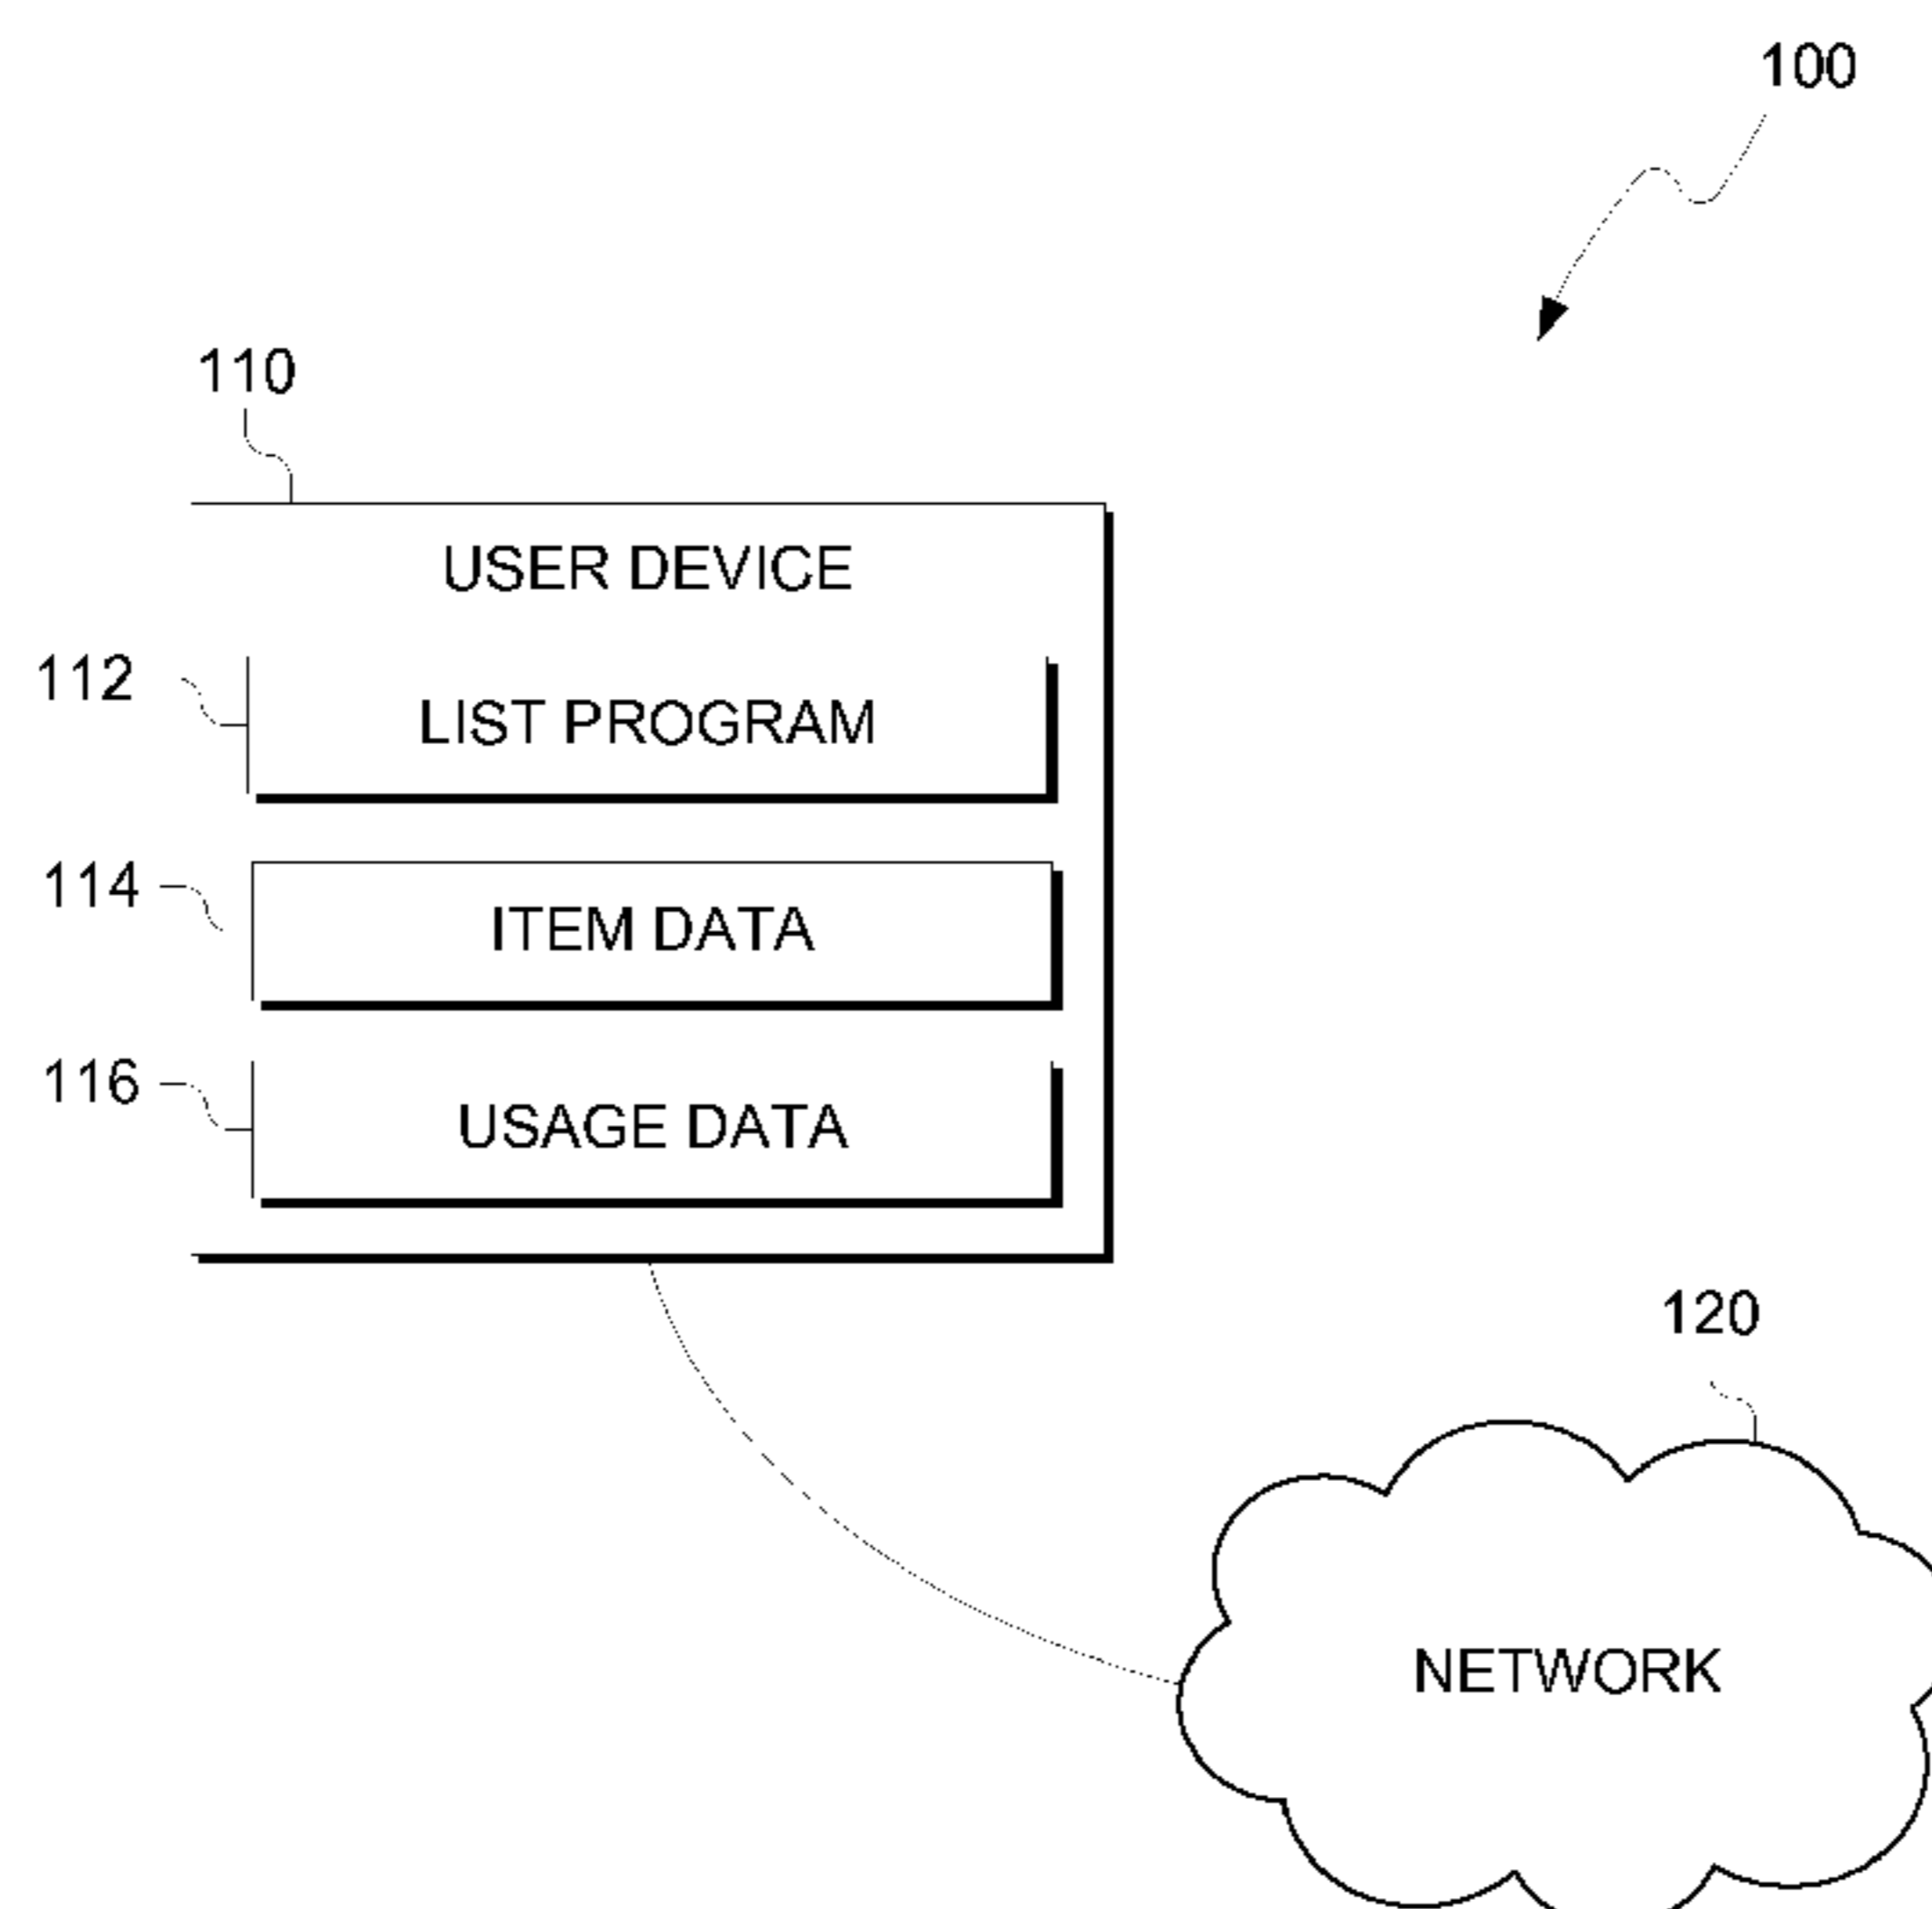 100
110
USER DEVICE
112
LIST PROGRAM
114
ITEM DATA
116
USAGE DATA
120
NETWORK